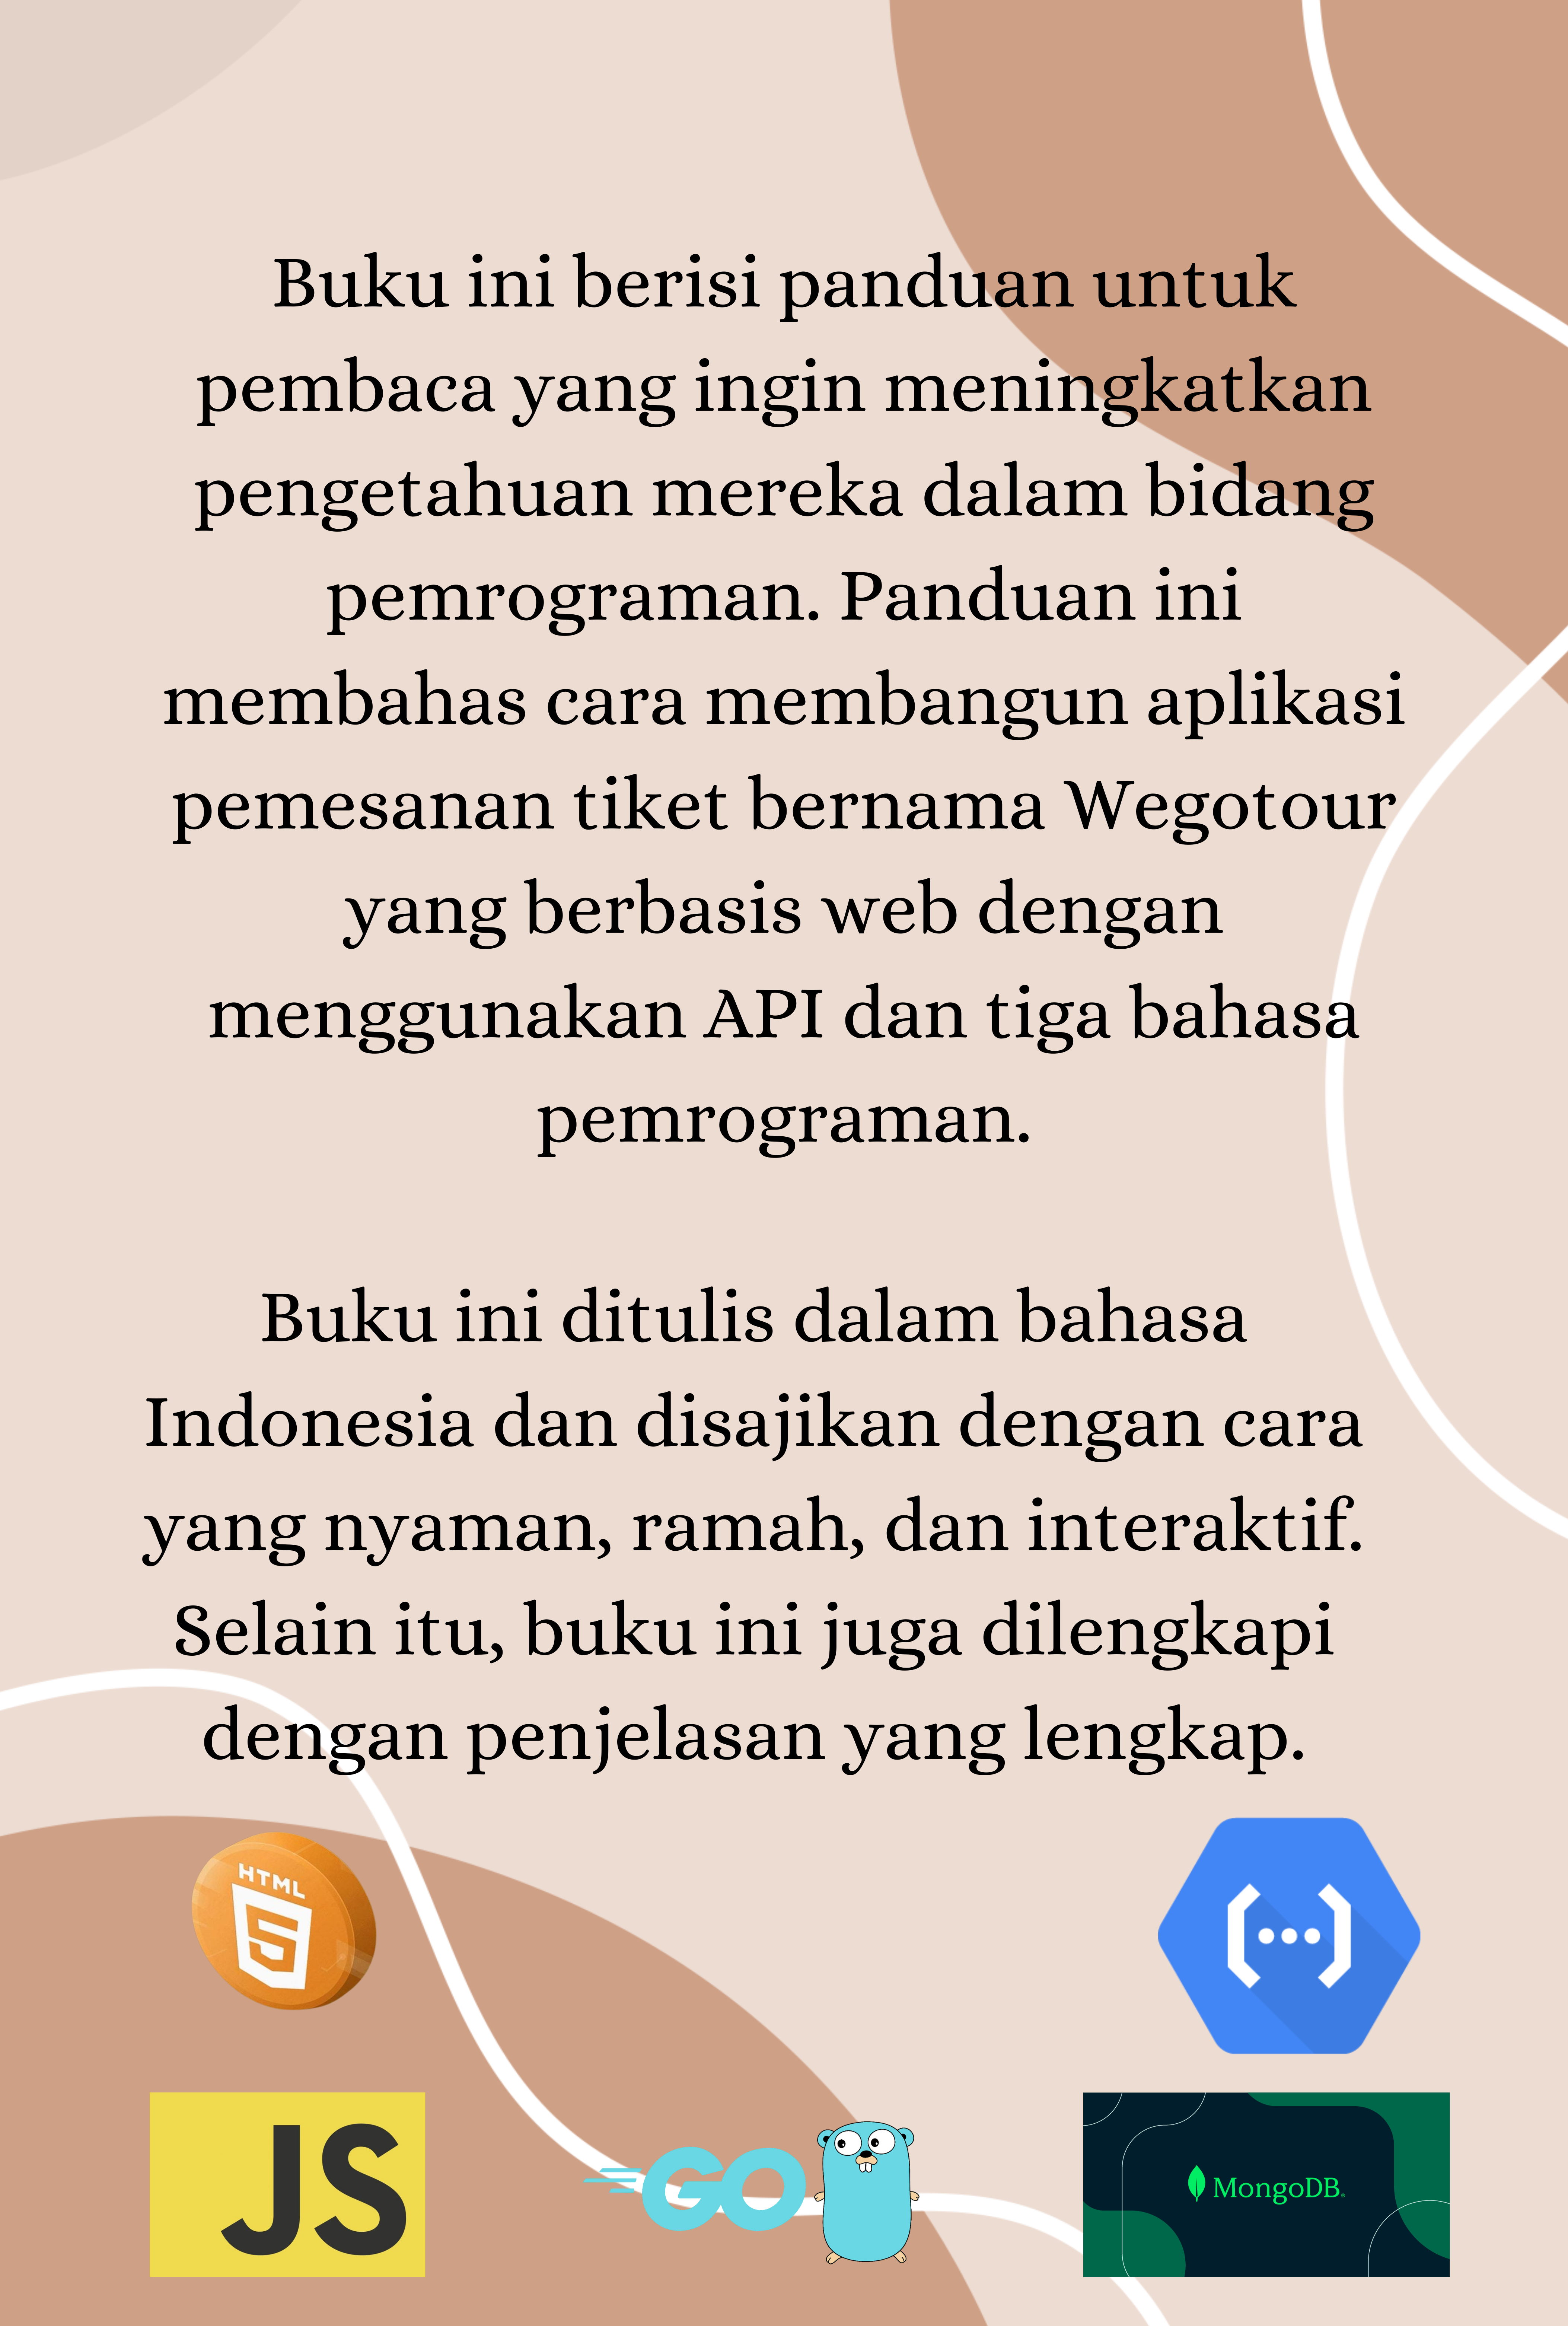 Buku ini berisi panduan untuk
pembaca yang ingin meningkatkan
pengetahuan mereka dalam bidang
pemrograman. Panduan ini
membahas cara membangun aplikasi
pemesanan tiket bernama Wegotour
yang berbasis web dengan
menggunakan API dan tiga bahasa
pemrograman.
Buku ini ditulis dalam bahasa
Indonesia dan disajikan dengan cara
yang nyaman, ramah, dan interaktif.
Selain itu, buku ini juga dilengkapi
dengan penjelasan yang lengkap.
HTML
5
JS
GO
MongoDB.